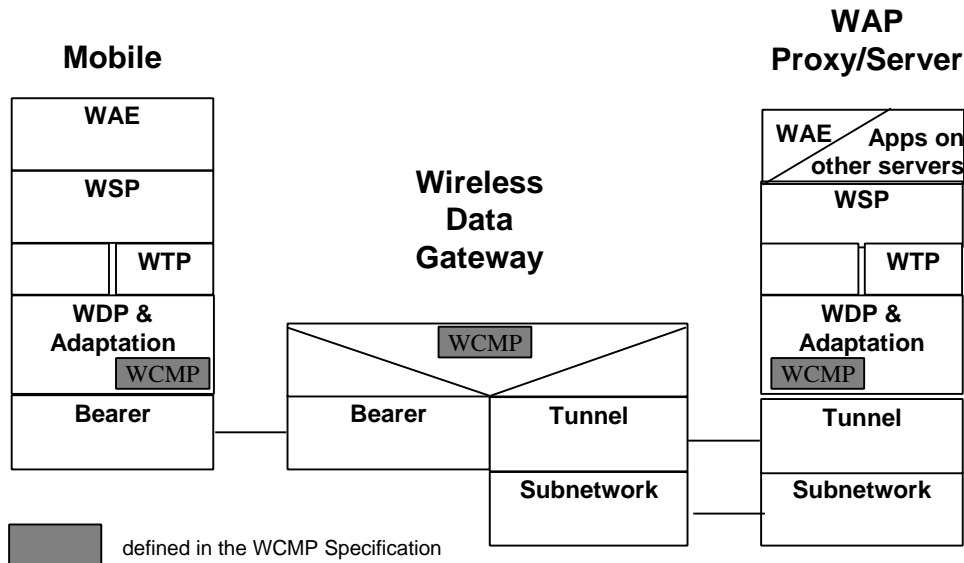 Mobile
WAE
WSP
WTP
WDP &
Adaptation
WCMP
Bearer
Wireless
Data
Gateway
WCMP
Bearer
Tunnel
Subnetwork
WAP
Proxy/Server
WAE
Apps on
other servers
WSP
WTP
WDP &
Adaptation
WCMP
Tunnel
Subnetwork
defined in the WCMP Specification